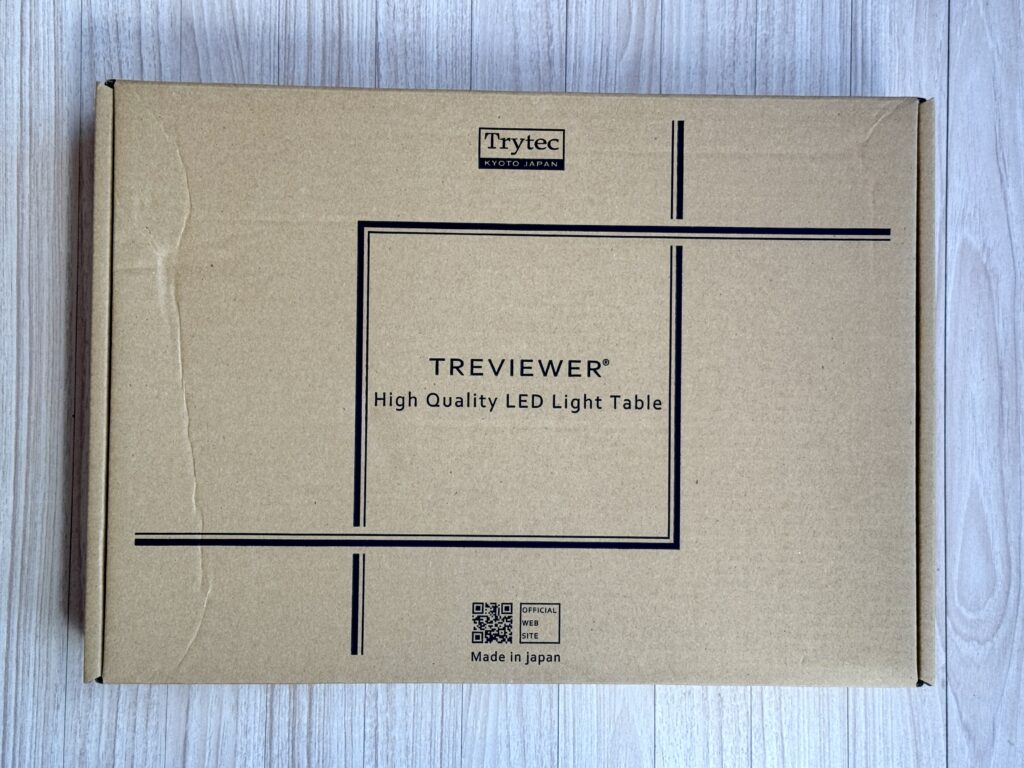 Trytec
KYOTO JAPAN
TREVIEWER®
High Quality LED Light Table
OFFICIAL
WEB
SITE
Made in japan